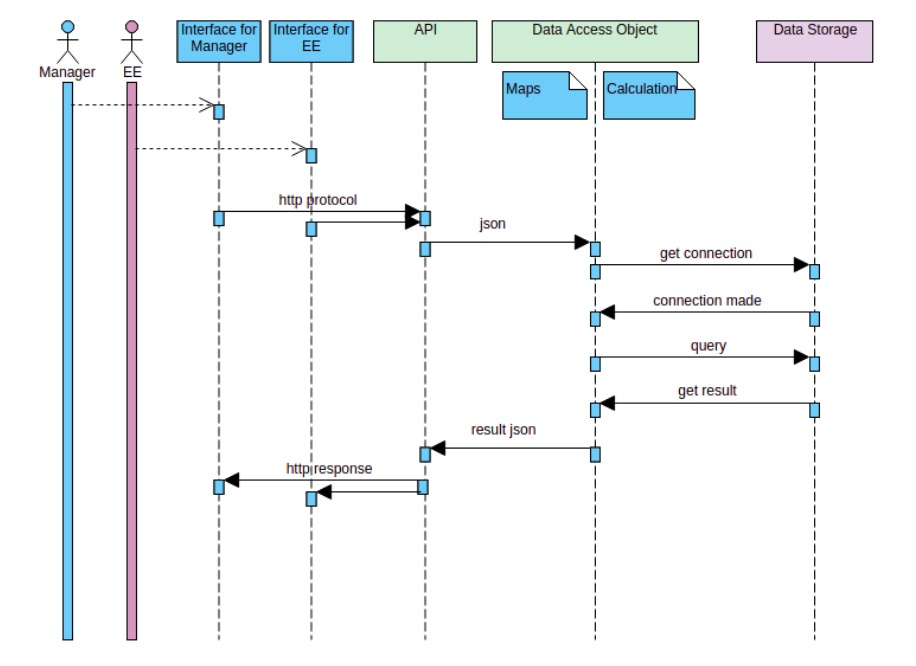 Manager
EE
Interface for
Manager
Interface for
EE
API
Data Access Object
Data Storage
Maps
Calculation
http protocol
json
get connection
connection made
query
get result
result json
http response